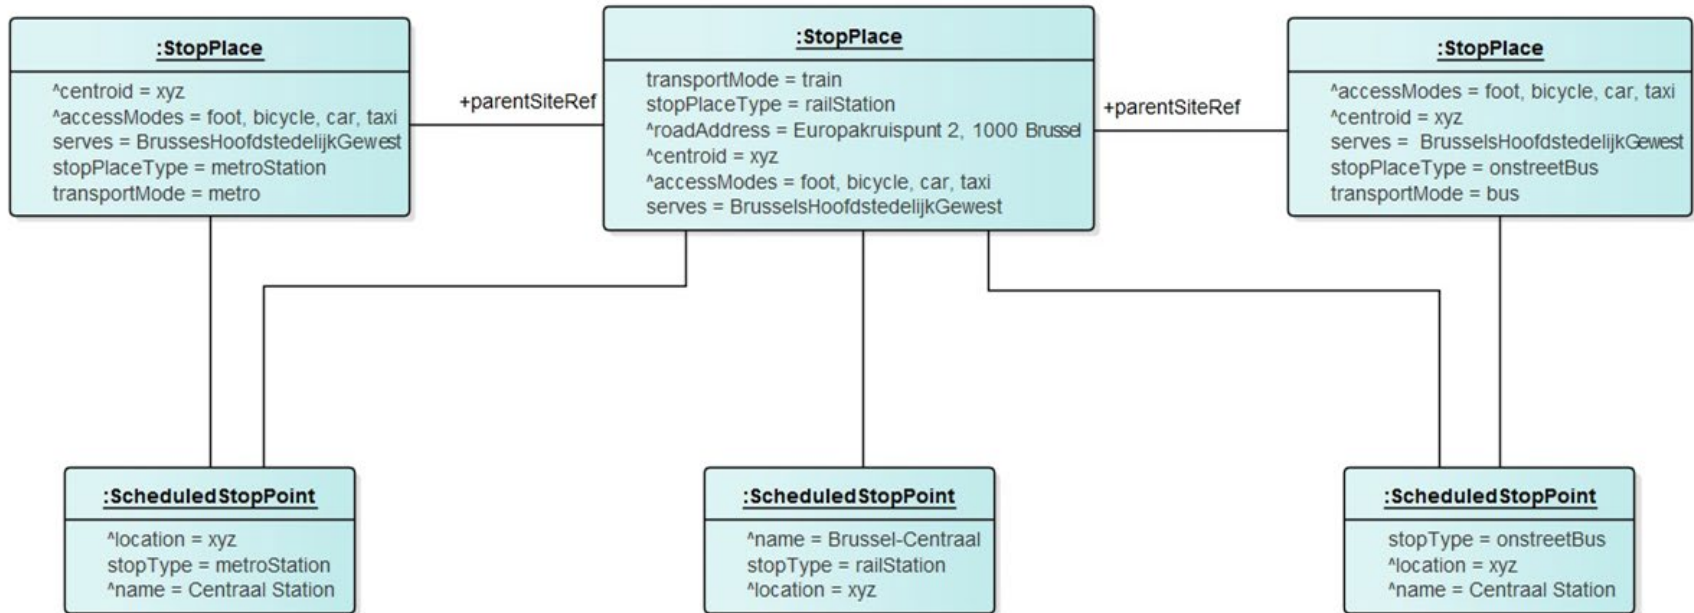 :StopPlace
^centroid = xyz
^accessModes = foot, bicycle, car, taxi
serves = BrussesHoofdstedelijkGewest
stopPlaceType = metroStation
transportMode = metro
+parentSiteRef
:StopPlace
transportMode = train
stopPlaceType = railStation
^roadAddress = Europakruispunt 2, 1000 Brussel
^centroid = xyz
^accessModes = foot, bicycle, car, taxi
serves = BrusselsHoofdstedelijkGewest
+parentSiteRef
:StopPlace
^accessModes = foot, bicycle, car, taxi
^centroid = xyz
serves = BrusselsHoofdstedelijkGewest
stopPlaceType = onstreetBus
transportMode = bus
:ScheduledStopPoint
^location = xyz
stopType = metroStation
^name = Centraal Station
:ScheduledStopPoint
^name = Brussel-Centraal
stopType = railStation
^location = xyz
:ScheduledStopPoint
stopType = onstreetBus
^location = xyz
^name = Centraal Station